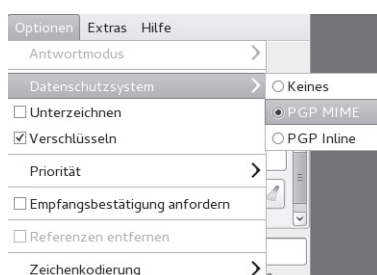 Optionen Extras Hilfe
Antwortmodus
Datenschutzsystem
Keines
Unterzeichnen
PGP MIME
Verschlüsseln
PGP Inline
Priorität
Empfangsbestätigung anfordern
Referenzen entfernen
Zeichenkodierung